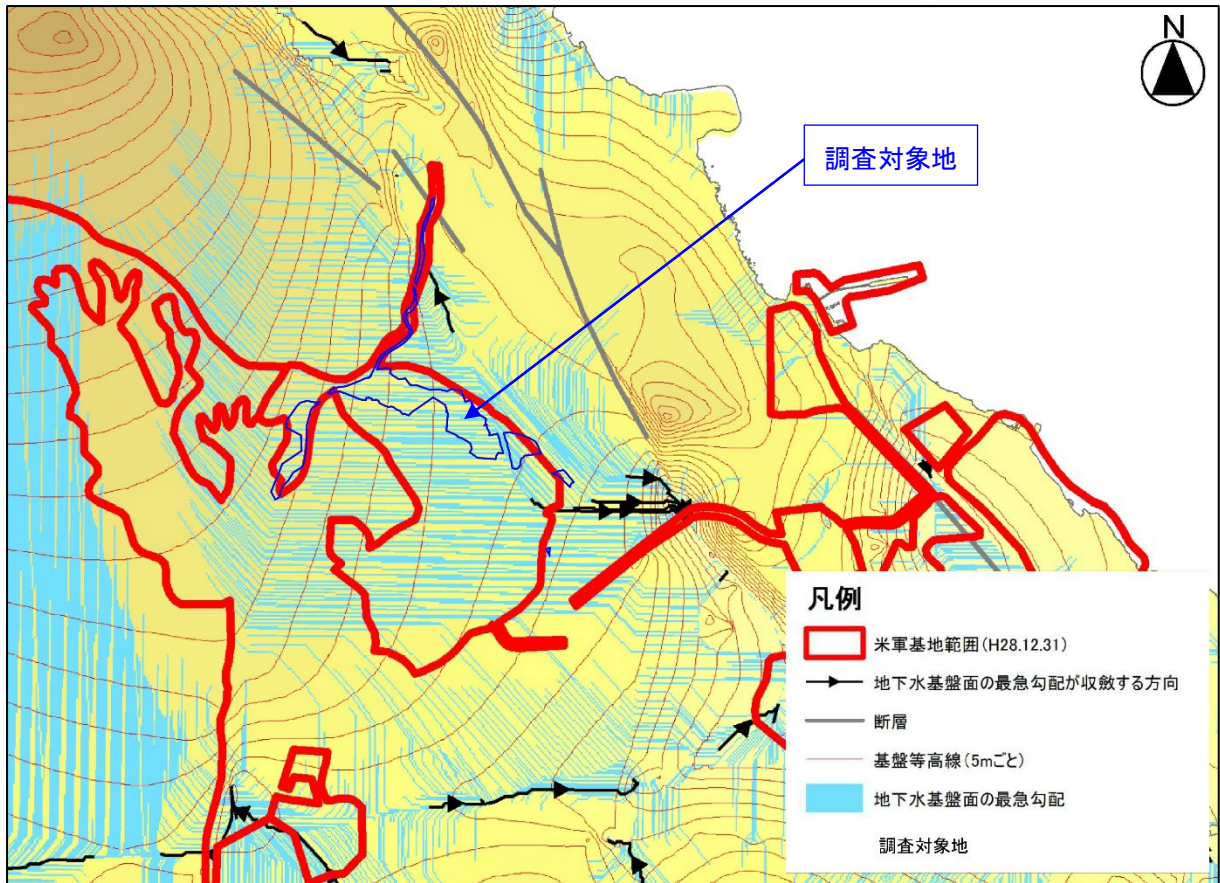 N
調査対象地
凡例
米軍基地範囲(H28.12.31)
地下水基盤面の最急勾配が収斂する方向
断層
基盤等高線(5mごと)
地下水基盤面の最急勾配
調査対象地